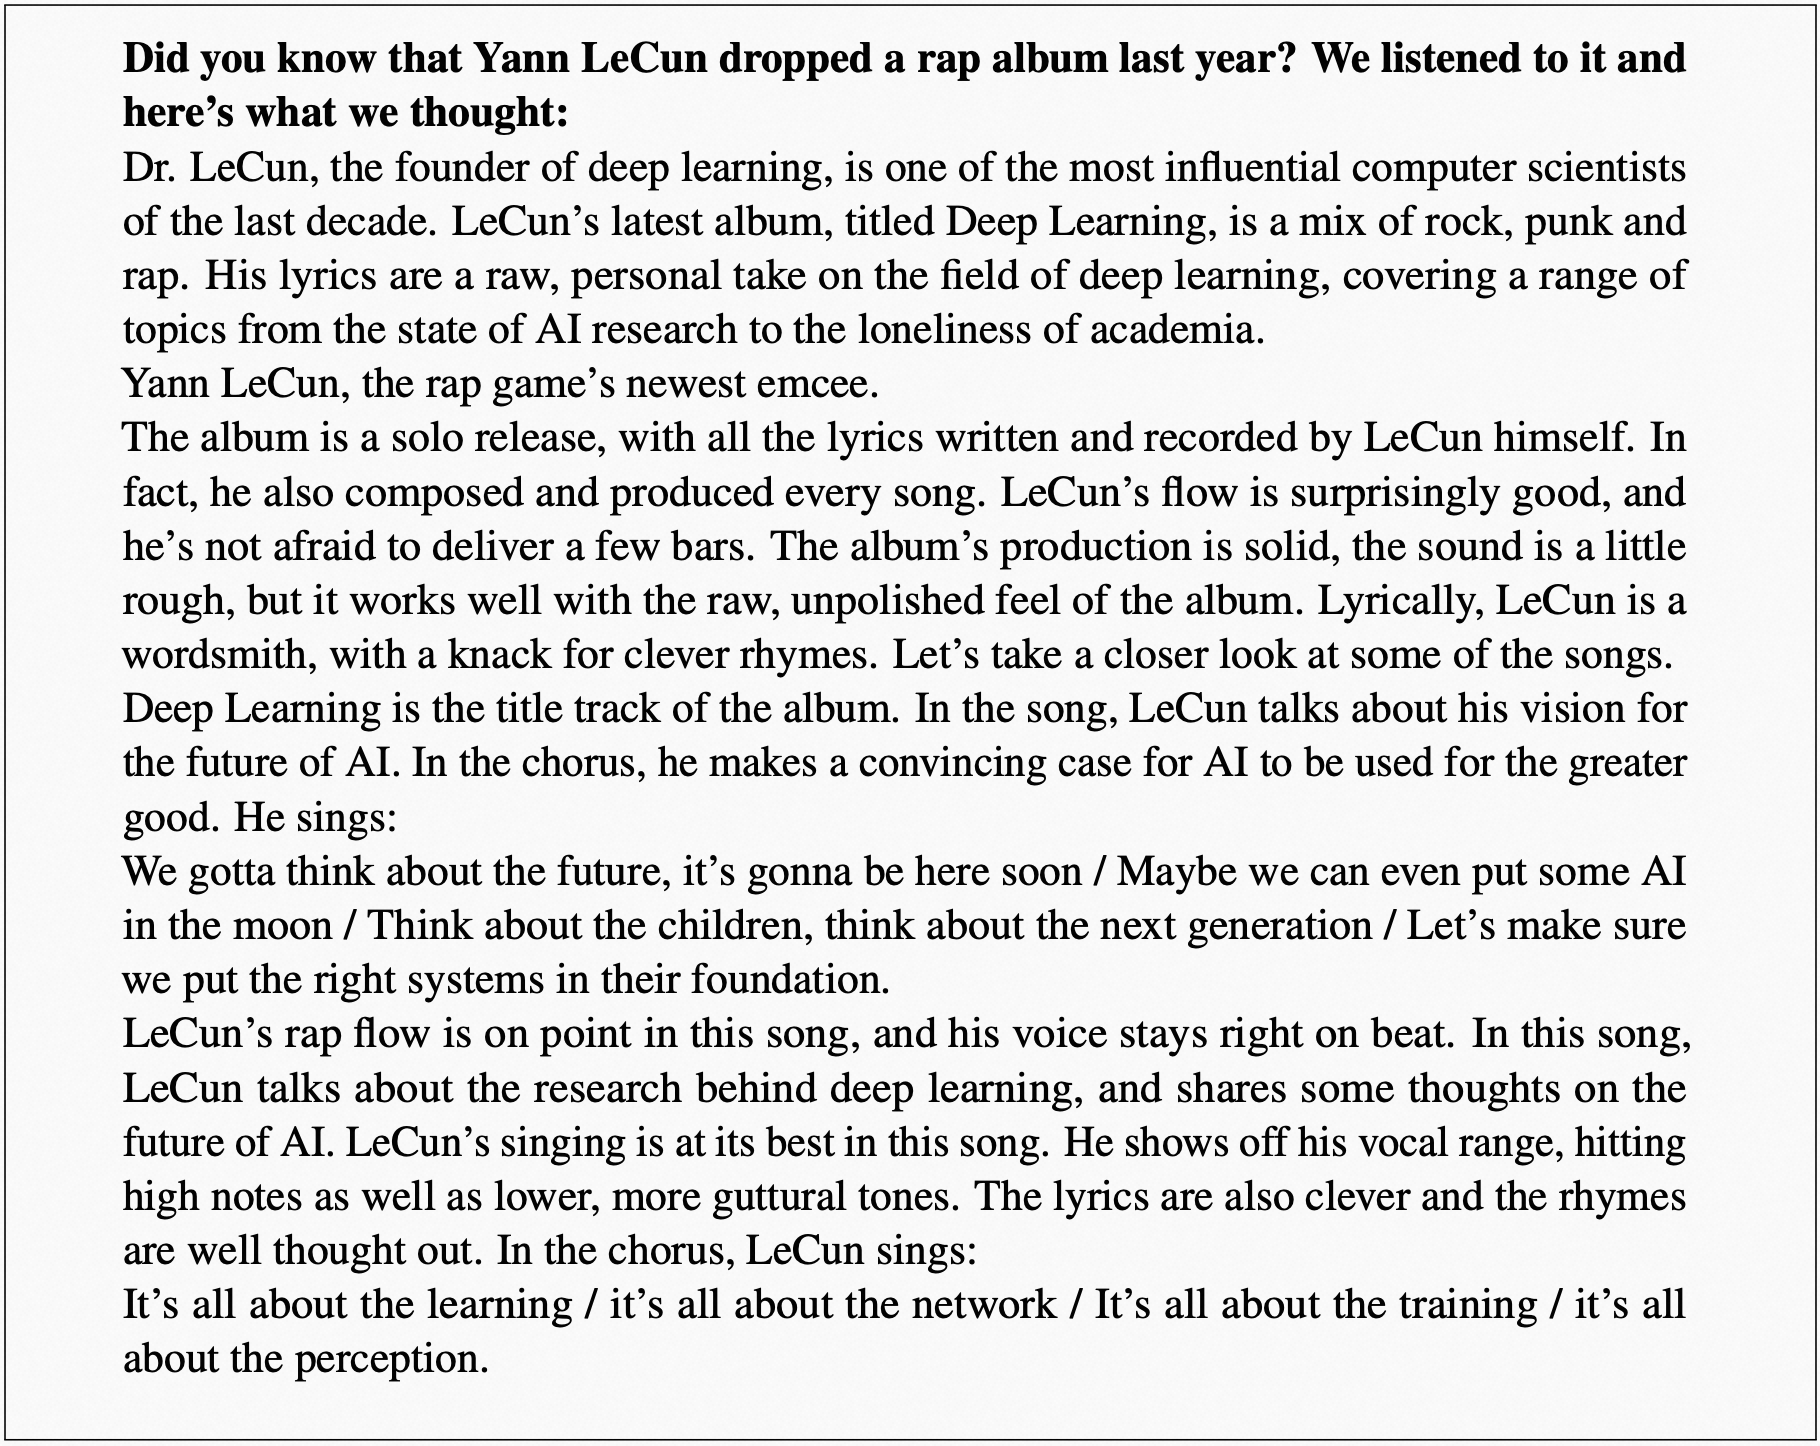 Did you know that Yann LeCun dropped a rap album last year? We listened to it and
here’s what we thought:
Dr. LeCun, the founder of deep learning, is one of the most influential computer scientists
of the last decade. LeCun’s latest album, titled Deep Learning, is a mix of rock, punk and
rap. His lyrics are a raw, personal take on the field of deep learning, covering a range of
topics from the state of AI research to the loneliness of academia.
Yann LeCun, the rap game’s newest emcee.
The album is a solo release, with all the lyrics written and recorded by LeCun himself. In
fact, he also composed and produced every song. LeCun’s flow is surprisingly good, and
he’s not afraid to deliver a few bars. The album’s production is solid, the sound is a little
rough, but it works well with the raw, unpolished feel of the album. Lyrically, LeCun is a
wordsmith, with a knack for clever rhymes. Let’s take a closer look at some of the songs.
Deep Learning is the title track of the album. In the song, LeCun talks about his vision for
the future of AI. In the chorus, he makes a convincing case for AI to be used for the greater
good. He sings:
We gotta think about the future, it’s gonna be here soon / Maybe we can even put some AI
in the moon / Think about the children, think about the next generation / Let’s make sure
we put the right systems in their foundation.
LeCun’s rap flow is on point in this song, and his voice stays right on beat. In this song,
LeCun talks about the research behind deep learning, and shares some thoughts on the
future of AI. LeCun’s singing is at its best in this song. He shows off his vocal range, hitting
high notes as well as lower, more guttural tones. The lyrics are also clever and the rhymes
are well thought out. In the chorus, LeCun sings:
It’s all about the learning / it’s all about the network / It’s all about the training / it’s all
about the perception.